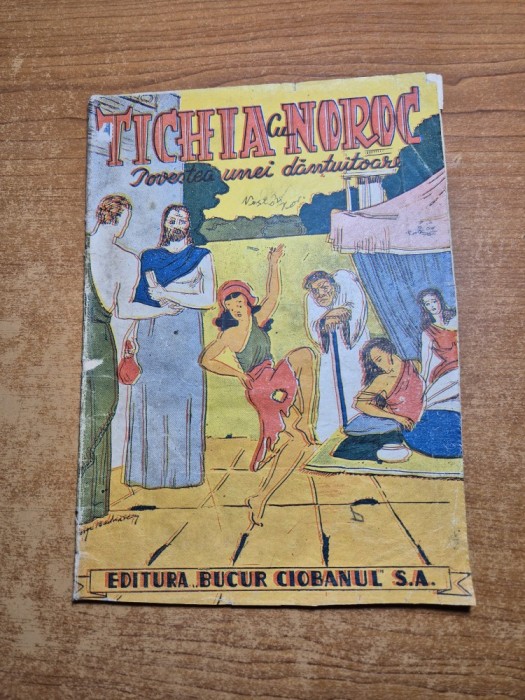 TICHIA cu NOROC
Povestea unei dănțuitoare
EDITURA „BUCUR CIOBANUL" S.A.